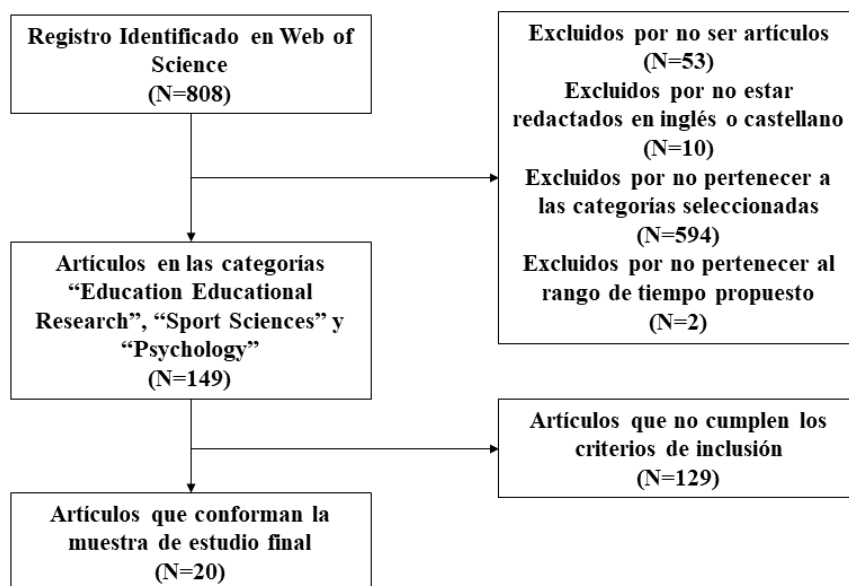 Registro Identificado en Web of
Science
(N=808)
Excluidos por no ser artículos
(N=53)
Excluidos por no estar
redactados en inglés o castellano
(N=10)
Excluidos por no pertenecer a
las categorías seleccionadas
(N=594)
Excluidos por no pertenecer al
rango de tiempo propuesto
(N=2)
Artículos en las categorías
“Education Educational
Research”, “Sport Sciences” y
“Psychology”
(N=149)
Artículos que no cumplen los
criterios de inclusión
(N=129)
Artículos que conforman la
muestra de estudio final
(N=20)